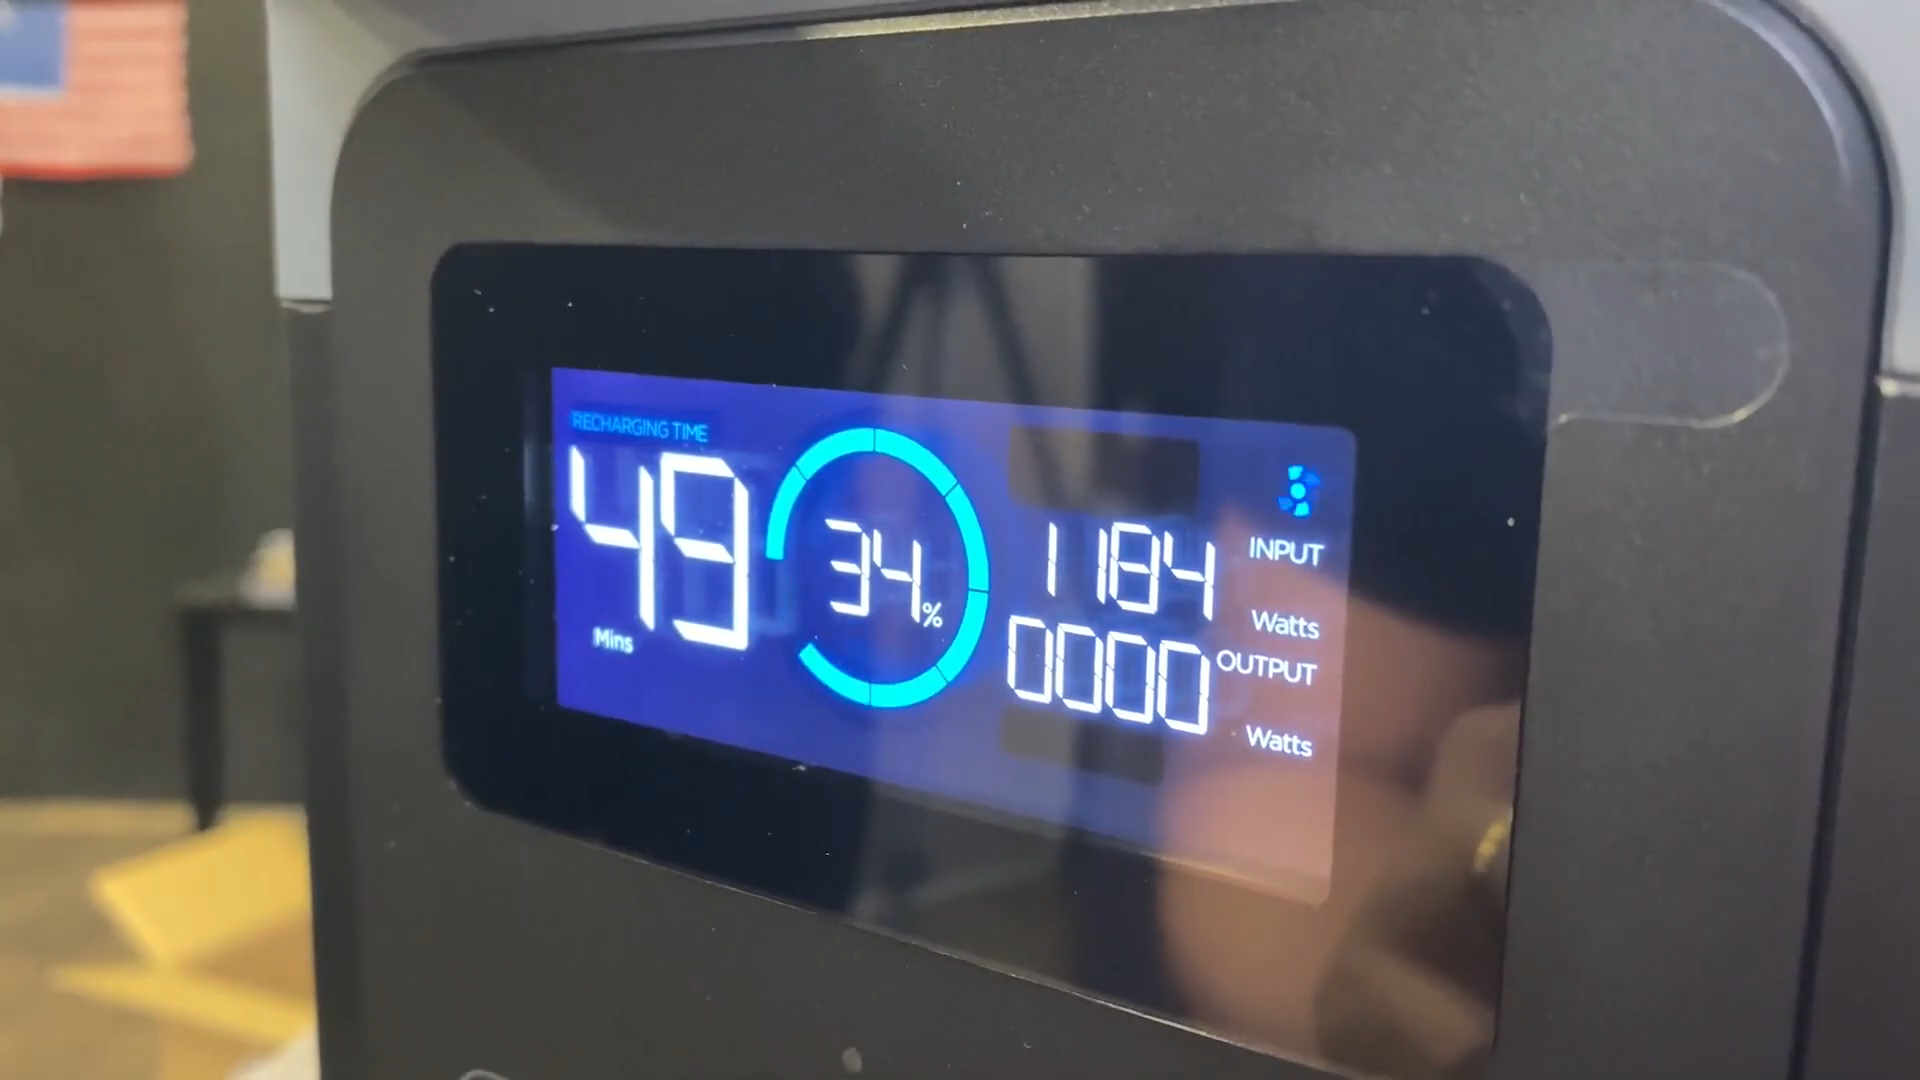 RECHARGING TIME
49
Mins
34%
1184 INPUT
Watts
0000 OUTPUT
Watts